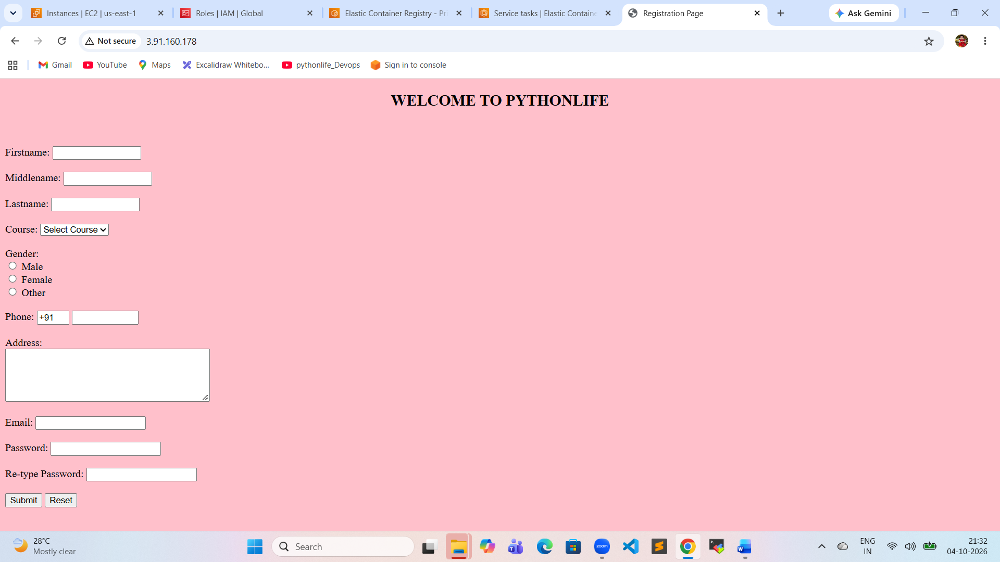 Instances | EC2 | us-east-1
Roles | IAM | Global
Elastic Container Registry - Pri
Service tasks | Elastic Containe
Registration Page
Ask Gemini
Not secure
3.91.160.178
Gmail
YouTube
Maps
Excalidraw Whitebo...
pythonlife_Devops
Sign in to console
WELCOME TO PYTHONLIFE
Firstname:
Middlename:
Lastname:
Course: Select Course
Gender:
Male
Female
Other
Phone: +91
Address:
Email:
Password:
Re-type Password:
Submit Reset
28°C
Mostly clear
Search
zoom
ENG
IN
21:32
04-10-2026